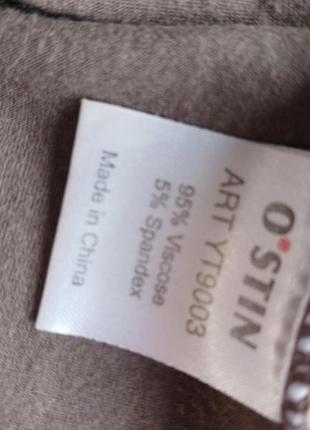 O'STIN
ART YT9003
95% Viscose
5% Spandex
Made in China